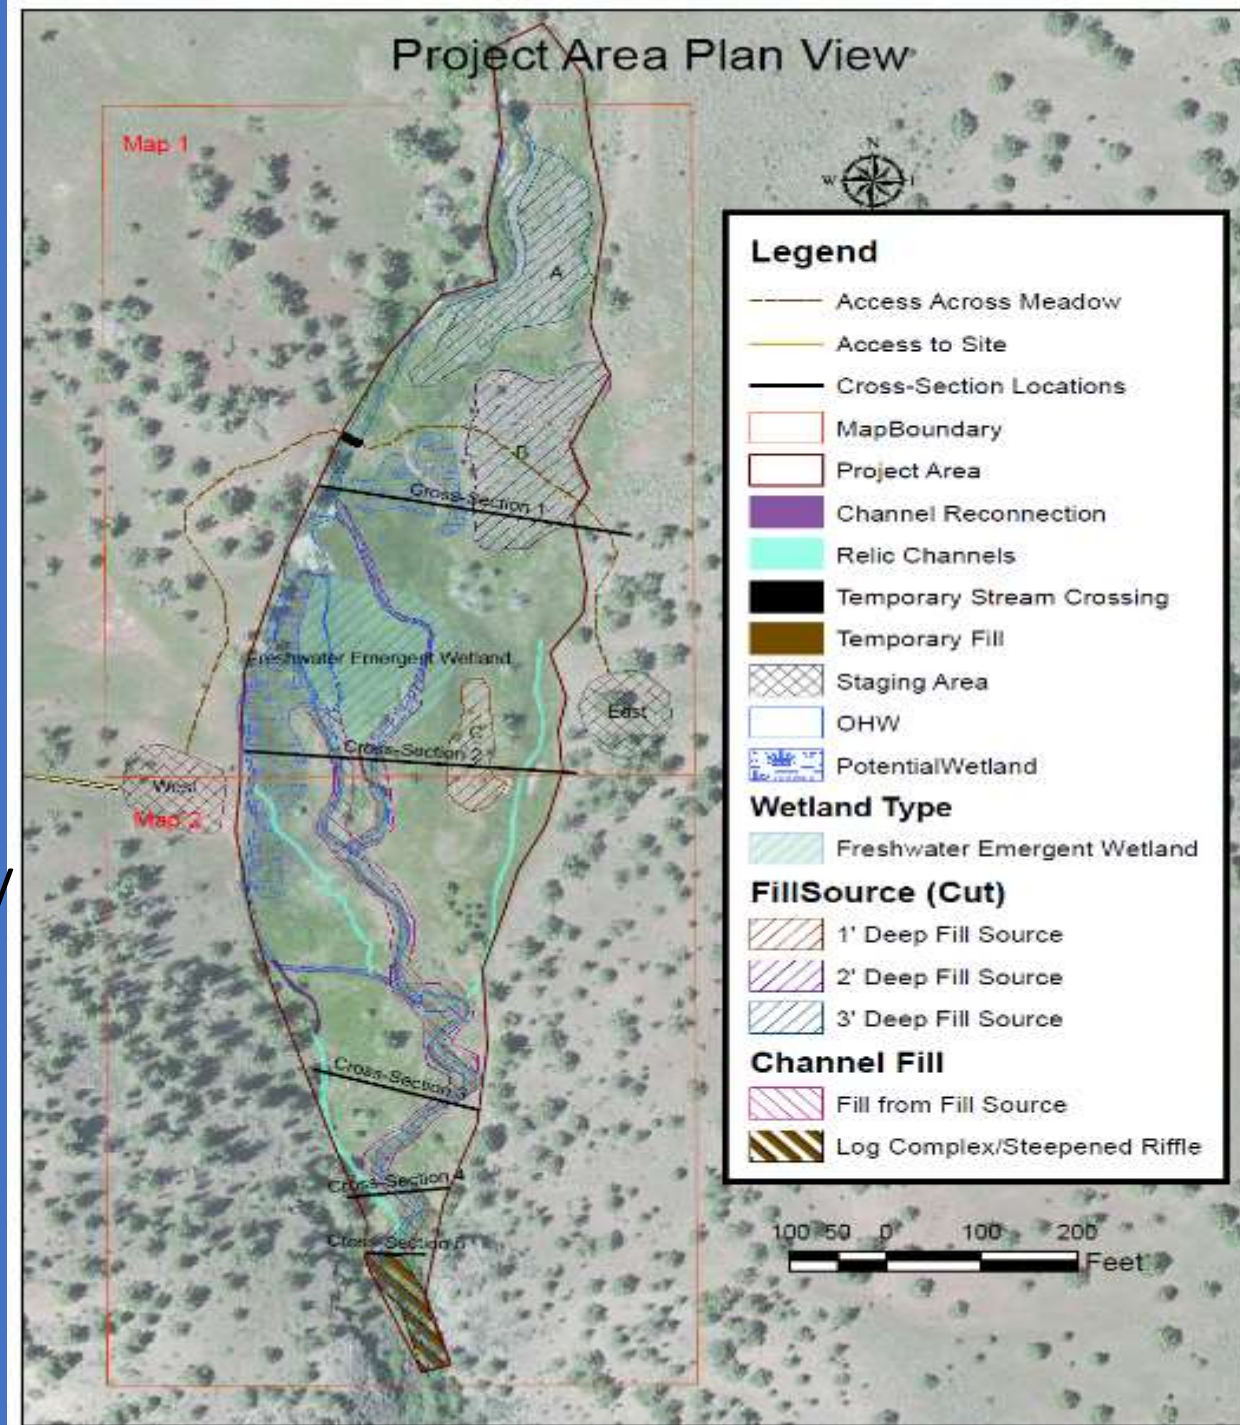 Project Area Plan View
Map 1
N
W
A
B
Cross-Section 1
Freshwater Emergent Wetland
C
East
Cross-Section 2
West
Map 2
Cross-Section 3
Cross-Section 4
Cross-Section 5
Legend
Access Across Meadow
Access to Site
Cross-Section Locations
MapBoundary
Project Area
Channel Reconnection
Relic Channels
Temporary Stream Crossing
Temporary Fill
Staging Area
OHW
PotentialWetland
Wetland Type
Freshwater Emergent Wetland
FillSource (Cut)
1' Deep Fill Source
2' Deep Fill Source
3' Deep Fill Source
Channel Fill
Fill from Fill Source
Log Complex/Steepened Riffle
100 50 0 100 200
Feet